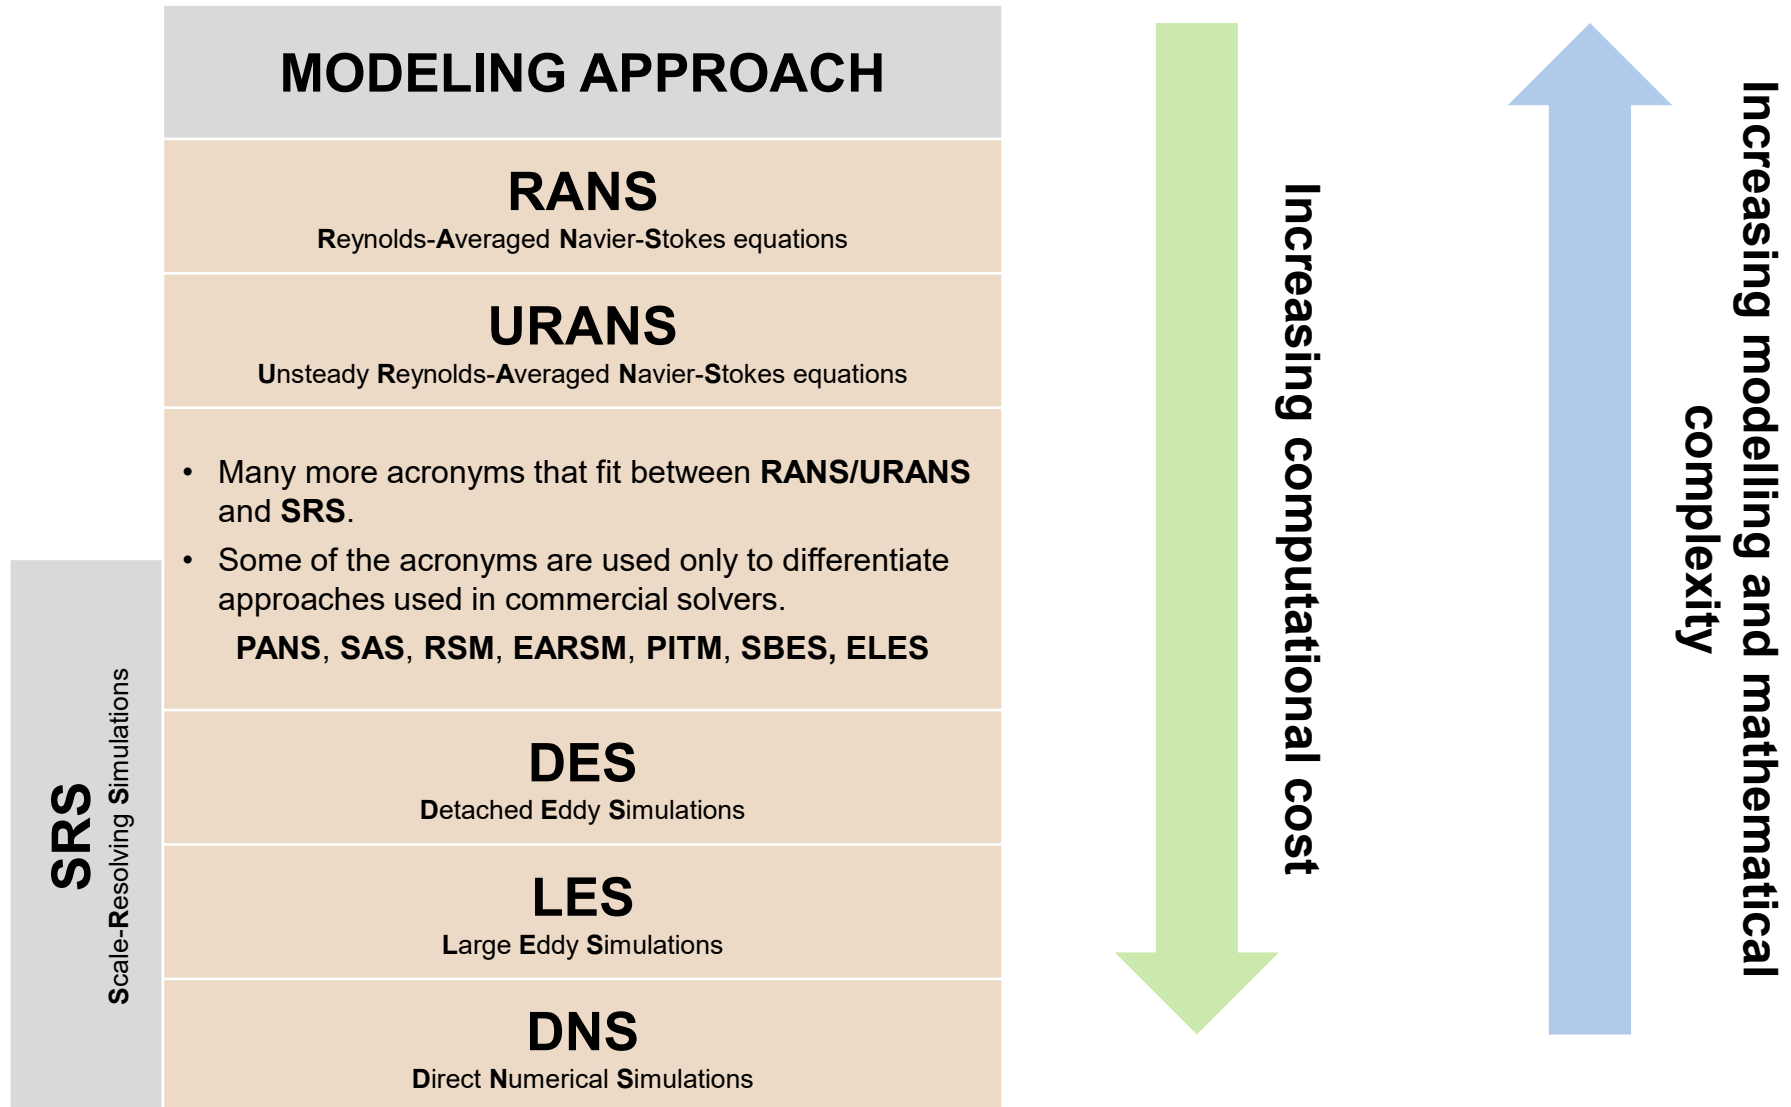 MODELING APPROACH
RANS
Reynolds-Averaged Navier-Stokes equations
URANS
Unsteady Reynolds-Averaged Navier-Stokes equations
• Many more acronyms that fit between RANS/URANS
and SRS.
• Some of the acronyms are used only to differentiate
approaches used in commercial solvers.
PANS, SAS, RSM, EARSM, PITM, SBES, ELES
DES
Detached Eddy Simulations
LES
Large Eddy Simulations
DNS
Direct Numerical Simulations
SRS
Scale-Resolving Simulations
Increasing computational cost
Increasing modelling and mathematical
complexity